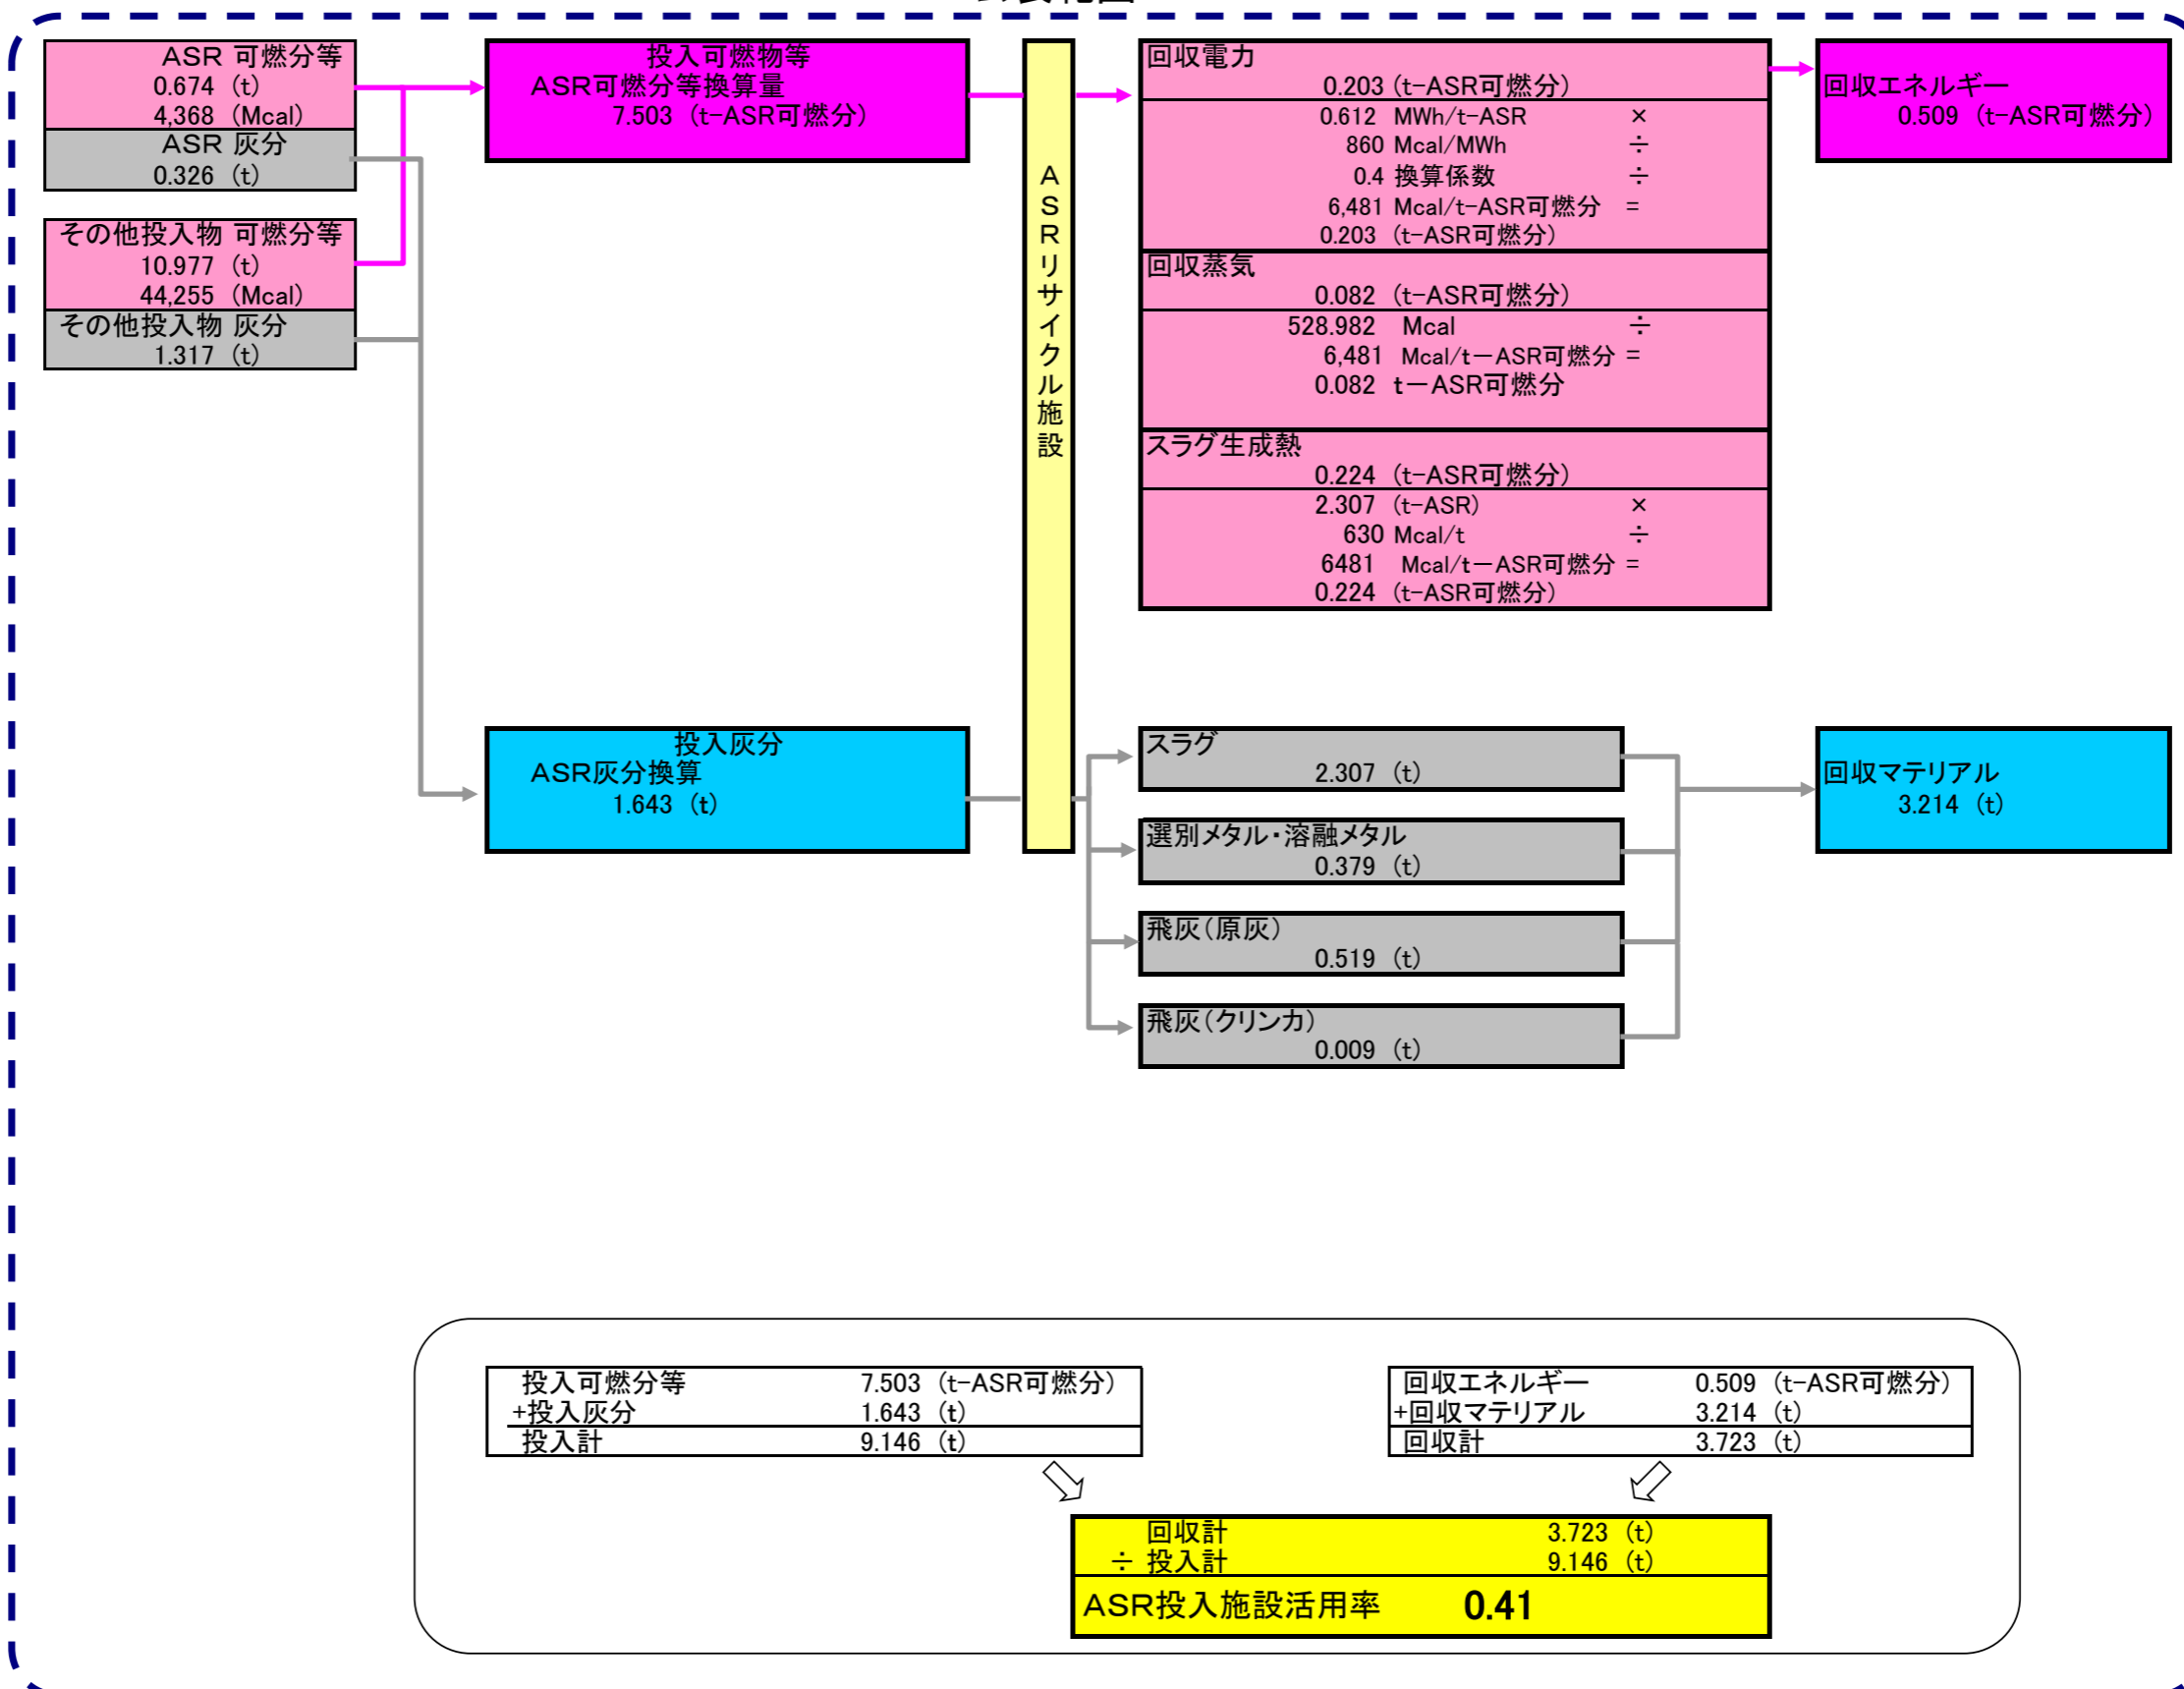 ASR 可燃分等
0.674 (t)
4,368 (Mcal)
ASR 灰分
0.326 (t)
その他投入物 可燃分等
10.977 (t)
44,255 (Mcal)
その他投入物 灰分
1.317 (t)
投入可燃物等
ASR可燃分等換算量
7.503 (t-ASR可燃分)
投入灰分
ASR灰分換算
1.643 (t)
ASRリサイクル施設
回収電力
0.203 (t-ASR可燃分)
0.612 MWh/t-ASR ×
860 Mcal/MWh ÷
0.4 換算係数 ÷
6,481 Mcal/t-ASR可燃分 =
0.203 (t-ASR可燃分)
回収蒸気
0.082 (t-ASR可燃分)
528.982 Mcal ÷
6,481 Mcal/t－ASR可燃分 =
0.082 t－ASR可燃分
スラグ生成熱
0.224 (t-ASR可燃分)
2.307 (t-ASR) ×
630 Mcal/t ÷
6481 Mcal/t－ASR可燃分 =
0.224 (t-ASR可燃分)
回収エネルギー
0.509 (t-ASR可燃分)
スラグ
2.307 (t)
選別メタル・溶融メタル
0.379 (t)
飛灰(原灰)
0.519 (t)
飛灰(クリンカ)
0.009 (t)
回収マテリアル
3.214 (t)
投入可燃分等 7.503 (t-ASR可燃分)
+投入灰分 1.643 (t)
投入計 9.146 (t)
回収エネルギー 0.509 (t-ASR可燃分)
+回収マテリアル 3.214 (t)
回収計 3.723 (t)
回収計 3.723 (t)
÷ 投入計 9.146 (t)
ASR投入施設活用率 0.41